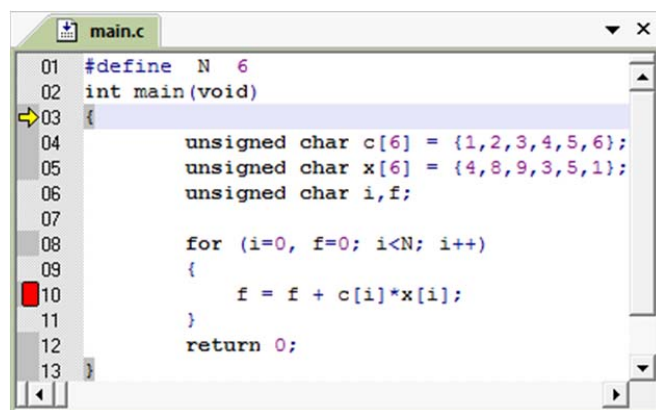 main.c
01 #define N 6
02 int main(void)
03 {
04 unsigned char c[6] = {1,2,3,4,5,6};
05 unsigned char x[6] = {4,8,9,3,5,1};
06 unsigned char i,f;
07
08 for (i=0, f=0; i<N; i++)
09 {
10 f = f + c[i]*x[i];
11 }
12 return 0;
13 }